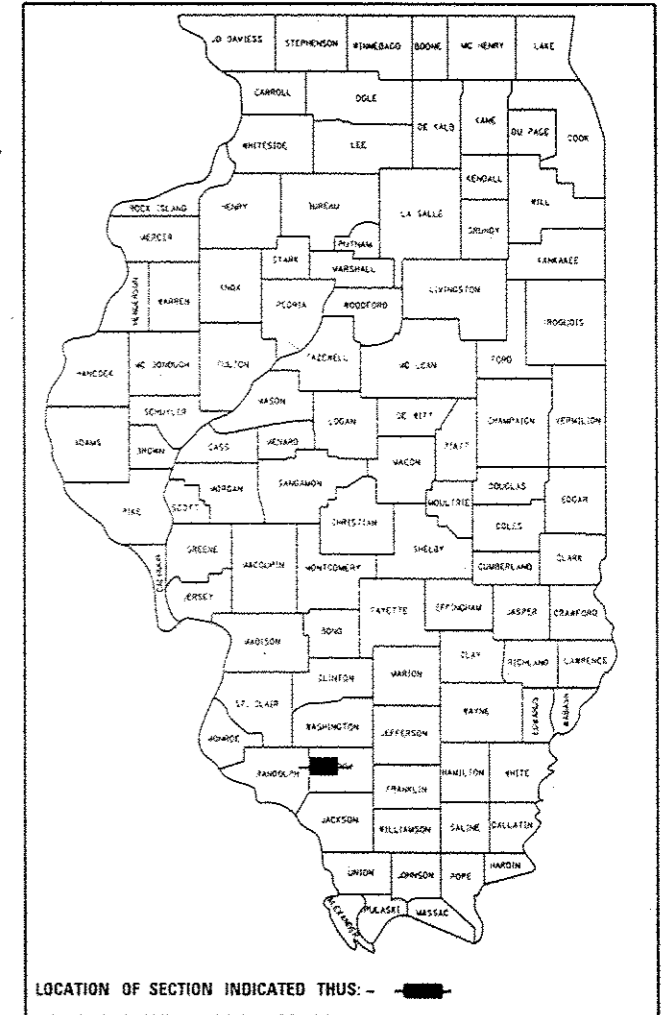 JO DAVIESS STEPHENSON WINNEBAGO BOONE MC HENRY LAKE
CARROLL OGLE DE KALB KANE DU PAGE COOK
WHITESIDE LEE
KENDALL WILL
ROCK ISLAND HENRY BUREAU LA SALLE GRUNDY
MERCER PUTNAM KANKAKEE
STARK MARSHALL
HENDERSON WARREN KNOX PEORIA WOODFORD LIVINGSTON IROQUOIS
HANCOCK MC DONOUGH FULTON TAZEWELL MC LEAN FORD
SCHUYLER MASON LOGAN DE WITT CHAMPAIGN VERMILION
ADAMS BROWN CASS MENARD MACON PIATT
PIKE SCOTT MORGAN SANGAMON CHRISTIAN MOULTRIE DOUGLAS EDGAR
COLES
CALHOUN GREENE MACOUPIN MONTGOMERY SHELBY CUMBERLAND CLARK
JERSEY FAYETTE EFFINGHAM JASPER CRAWFORD
MADISON BOND CLAY RICHLAND LAWRENCE
CLINTON MARION
ST. CLAIR WAYNE EDWARDS WABASH
MONROE WASHINGTON JEFFERSON
RANDOLPH HAMILTON WHITE
FRANKLIN
JACKSON WILLIAMSON SALINE GALLATIN
UNION JOHNSON POPE HARDIN
ALEXANDER PULASKI MASSAC
LOCATION OF SECTION INDICATED THUS: -